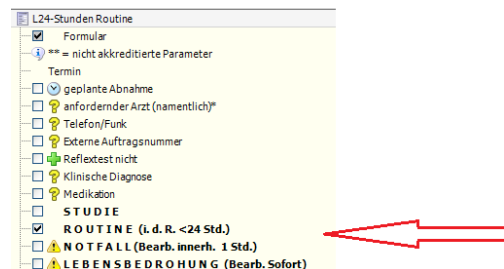 L24-Stunden Routine
Formular
** = nicht akkreditierte Parameter
Termin
geplante Abnahme
anfordernder Arzt (namentlich)*
Telefon/Funk
Externe Auftragsnummer
Reflextest nicht
Klinische Diagnose
Medikation
S T U D I E
R O U T I N E (i. d. R. <24 Std.)
N O T F A L L (Bearb. innerh. 1 Std.)
L E B E N S B E D R O H U N G (Bearb. Sofort)